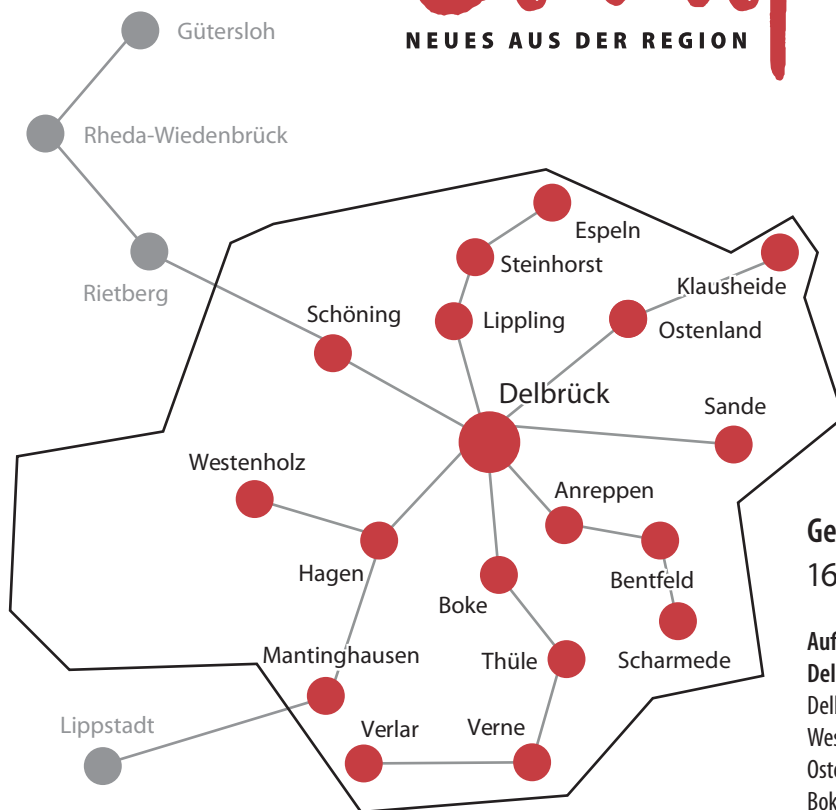 NEUES AUS DER REGION
Gütersloh
Rheda-Wiedenbrück
Rietberg
Espeln
Steinhorst
Klausheide
Schöning
Lippling
Ostenland
Delbrück
Sande
Westenholz
Anreppen
Hagen
Bentfeld
Boke
Mantinghausen
Thüle
Scharmede
Lippstadt
Verlar
Verne
16